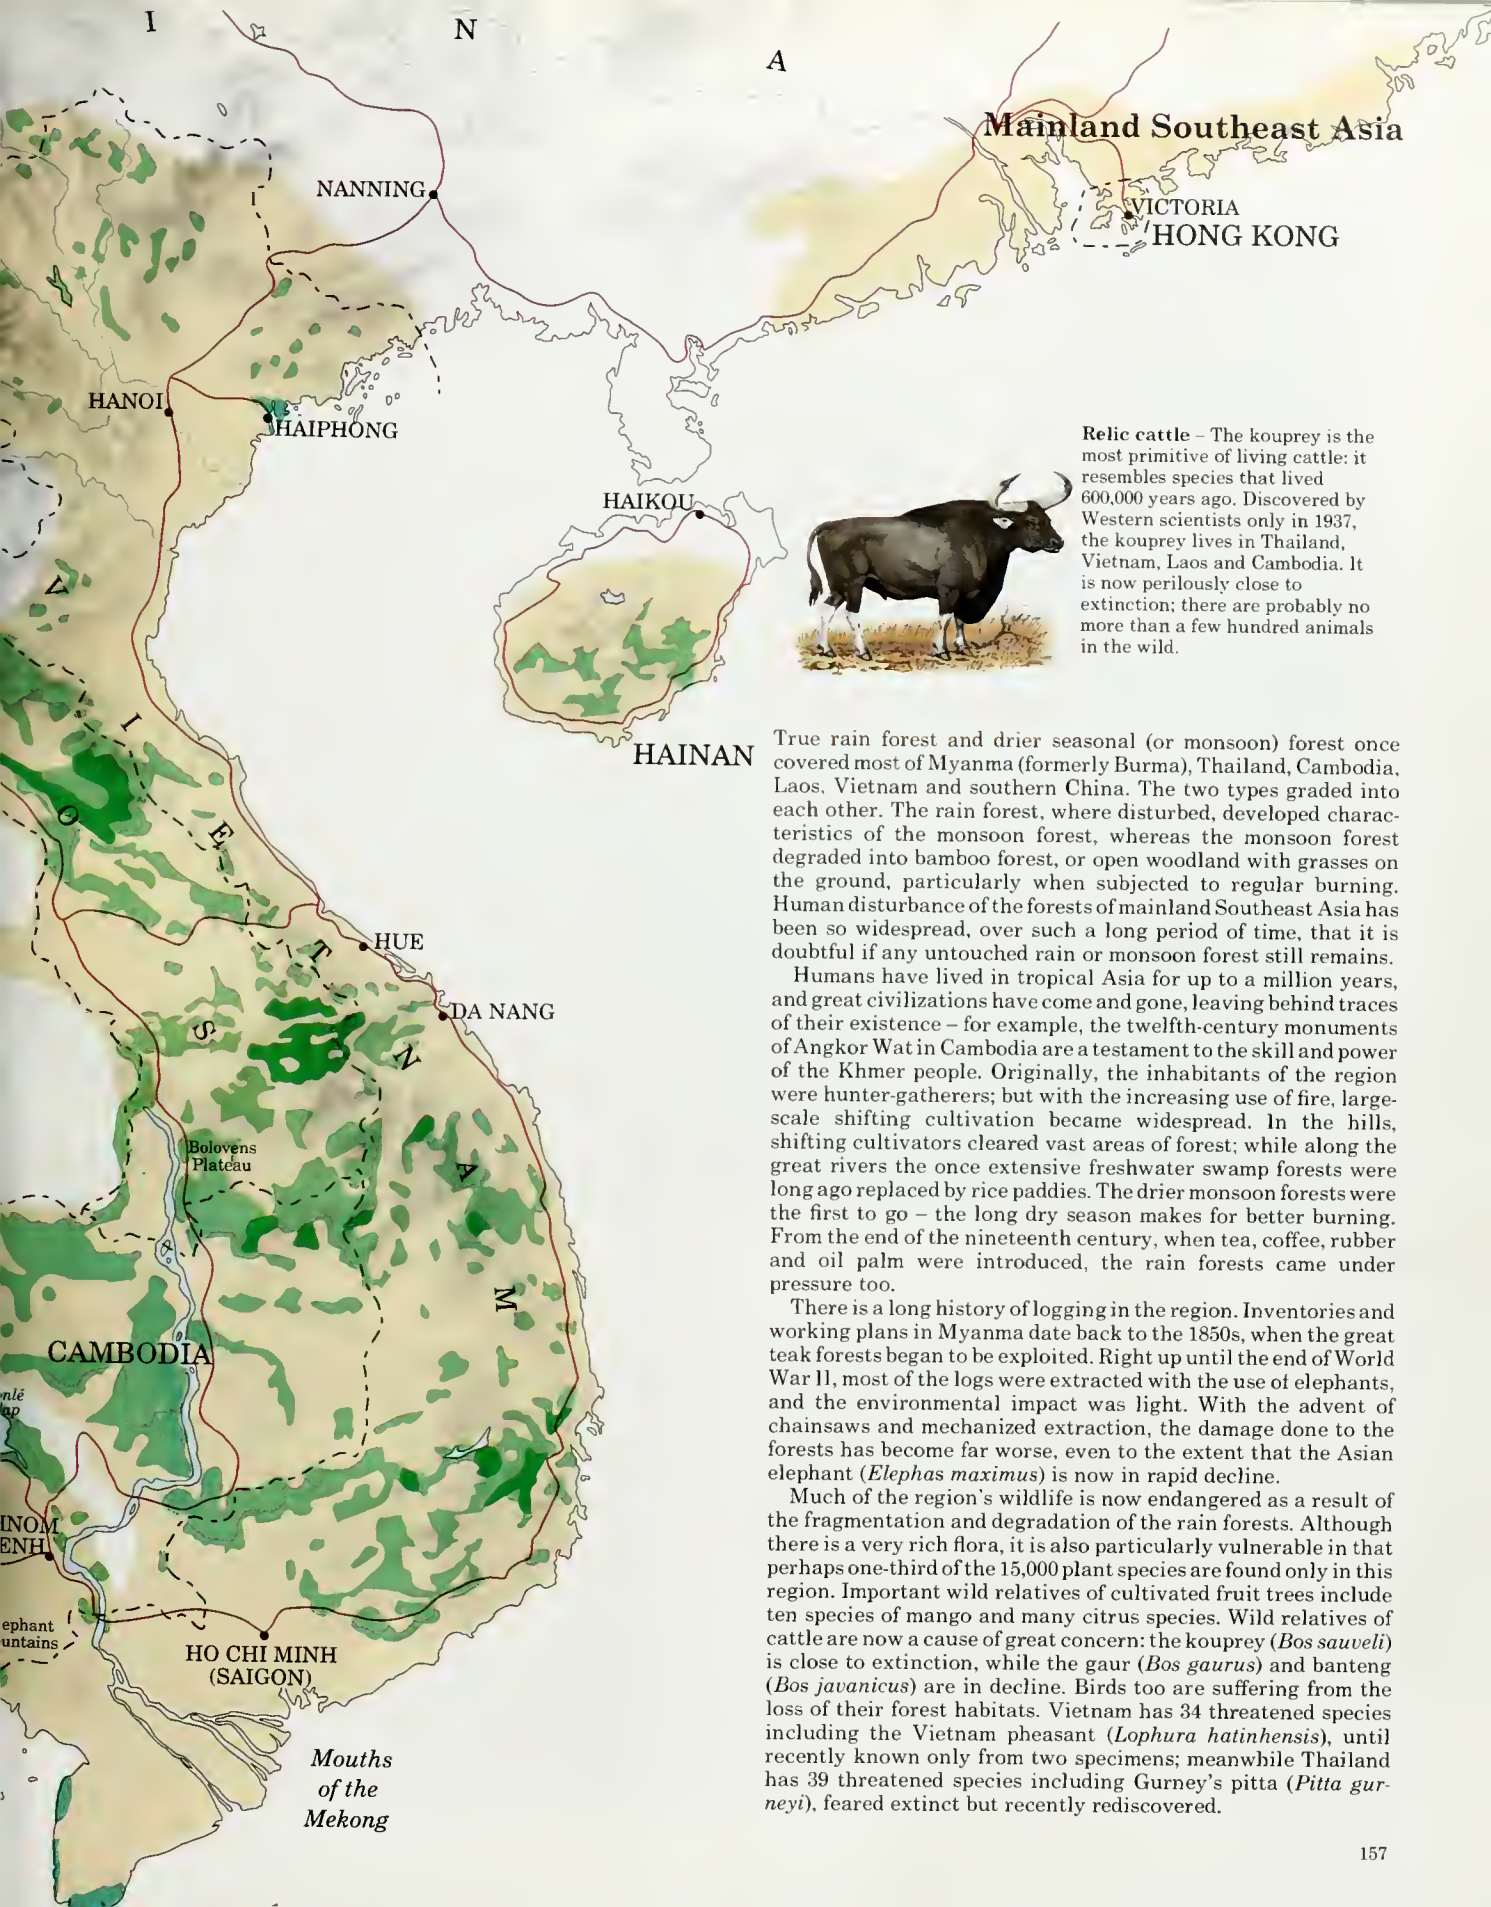 I N A
Mainland Southeast Asia
NANNING
VICTORIA
HONG KONG
HANOI
HAIPHONG
HAIKOU
HAINAN
Relic cattle – The kouprey is the
most primitive of living cattle: it
resembles species that lived
600,000 years ago. Discovered by
Western scientists only in 1937,
the kouprey lives in Thailand,
Vietnam, Laos and Cambodia. It
is now perilously close to
extinction; there are probably no
more than a few hundred animals
in the wild.
V I E T N A M
O S
HUE
DA NANG
Bolovens
Plateau
CAMBODIA
nlé
ap
HNOM
ENH
ephant
untains
HO CHI MINH
(SAIGON)
Mouths
of the
Mekong
True rain forest and drier seasonal (or monsoon) forest once
covered most of Myanma (formerly Burma), Thailand, Cambodia,
Laos, Vietnam and southern China. The two types graded into
each other. The rain forest, where disturbed, developed charac-
teristics of the monsoon forest, whereas the monsoon forest
degraded into bamboo forest, or open woodland with grasses on
the ground, particularly when subjected to regular burning.
Human disturbance of the forests of mainland Southeast Asia has
been so widespread, over such a long period of time, that it is
doubtful if any untouched rain or monsoon forest still remains.
Humans have lived in tropical Asia for up to a million years,
and great civilizations have come and gone, leaving behind traces
of their existence – for example, the twelfth-century monuments
of Angkor Wat in Cambodia are a testament to the skill and power
of the Khmer people. Originally, the inhabitants of the region
were hunter-gatherers; but with the increasing use of fire, large-
scale shifting cultivation became widespread. In the hills,
shifting cultivators cleared vast areas of forest; while along the
great rivers the once extensive freshwater swamp forests were
long ago replaced by rice paddies. The drier monsoon forests were
the first to go – the long dry season makes for better burning.
From the end of the nineteenth century, when tea, coffee, rubber
and oil palm were introduced, the rain forests came under
pressure too.
There is a long history of logging in the region. Inventories and
working plans in Myanma date back to the 1850s, when the great
teak forests began to be exploited. Right up until the end of World
War II, most of the logs were extracted with the use of elephants,
and the environmental impact was light. With the advent of
chainsaws and mechanized extraction, the damage done to the
forests has become far worse, even to the extent that the Asian
elephant (Elephas maximus) is now in rapid decline.
Much of the region's wildlife is now endangered as a result of
the fragmentation and degradation of the rain forests. Although
there is a very rich flora, it is also particularly vulnerable in that
perhaps one-third of the 15,000 plant species are found only in this
region. Important wild relatives of cultivated fruit trees include
ten species of mango and many citrus species. Wild relatives of
cattle are now a cause of great concern: the kouprey (Bos sauveli)
is close to extinction, while the gaur (Bos gaurus) and banteng
(Bos javanicus) are in decline. Birds too are suffering from the
loss of their forest habitats. Vietnam has 34 threatened species
including the Vietnam pheasant (Lophura hatinhensis), until
recently known only from two specimens; meanwhile Thailand
has 39 threatened species including Gurney's pitta (Pitta gur-
neyi), feared extinct but recently rediscovered.
157